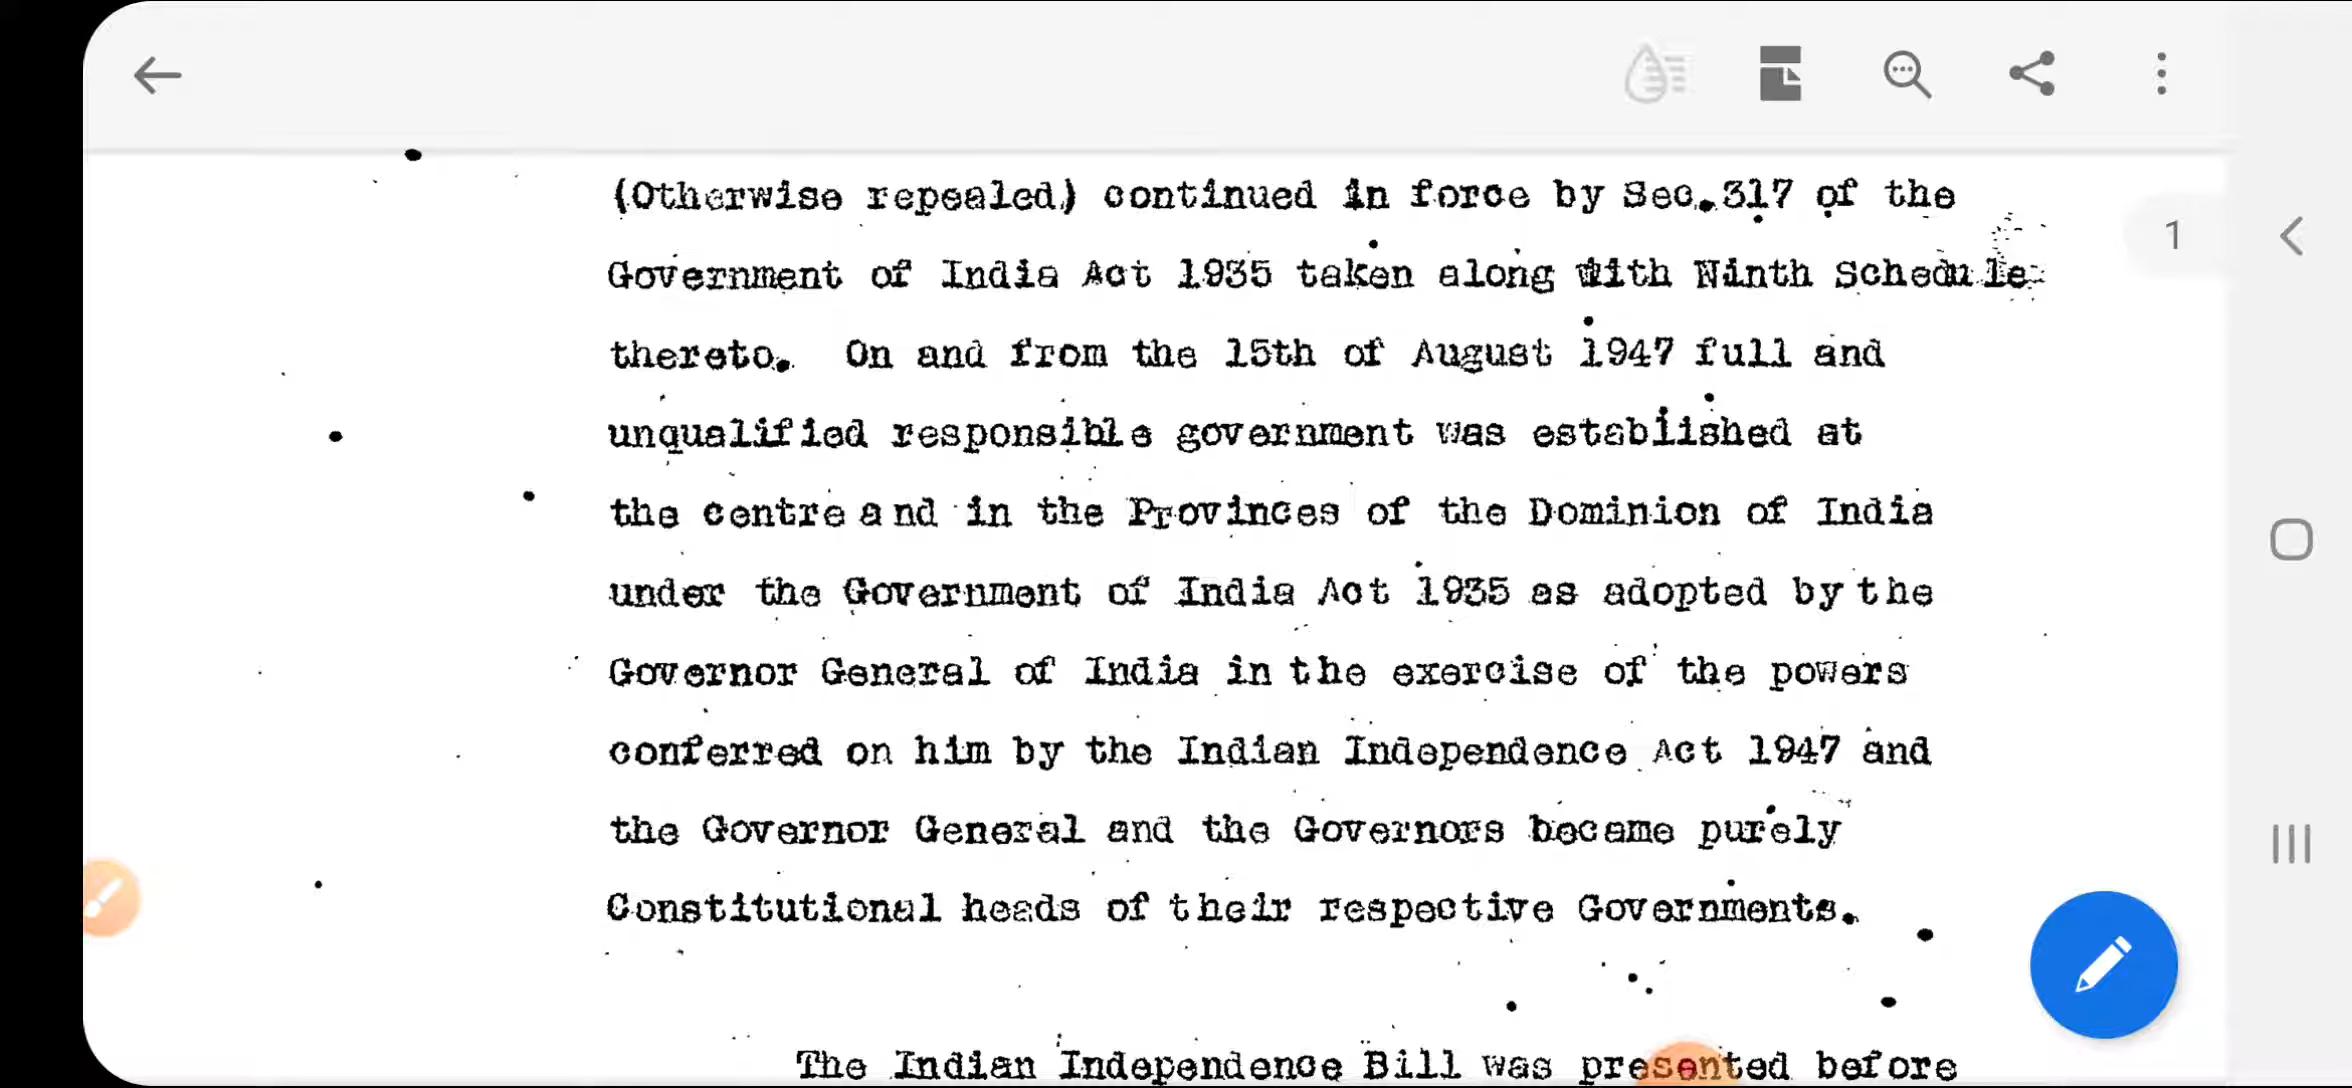 (Otherwise repealed) continued in force by Sec.317 of the
1
Government of India Act 1935 taken along with Ninth Schedule
thereto. On and from the 15th of August 1947 full and
unqualified responsible government was established at
the centre and in the Provinces of the Dominion of India
under the Government of India Act 1935 as adopted by the
Governor General of India in the exercise of the powers
conferred on him by the Indian Independence Act 1947 and
the Governor General and the Governors became purely
Constitutional heads of their respective Governments.
The Indian Independence Bill was presented before